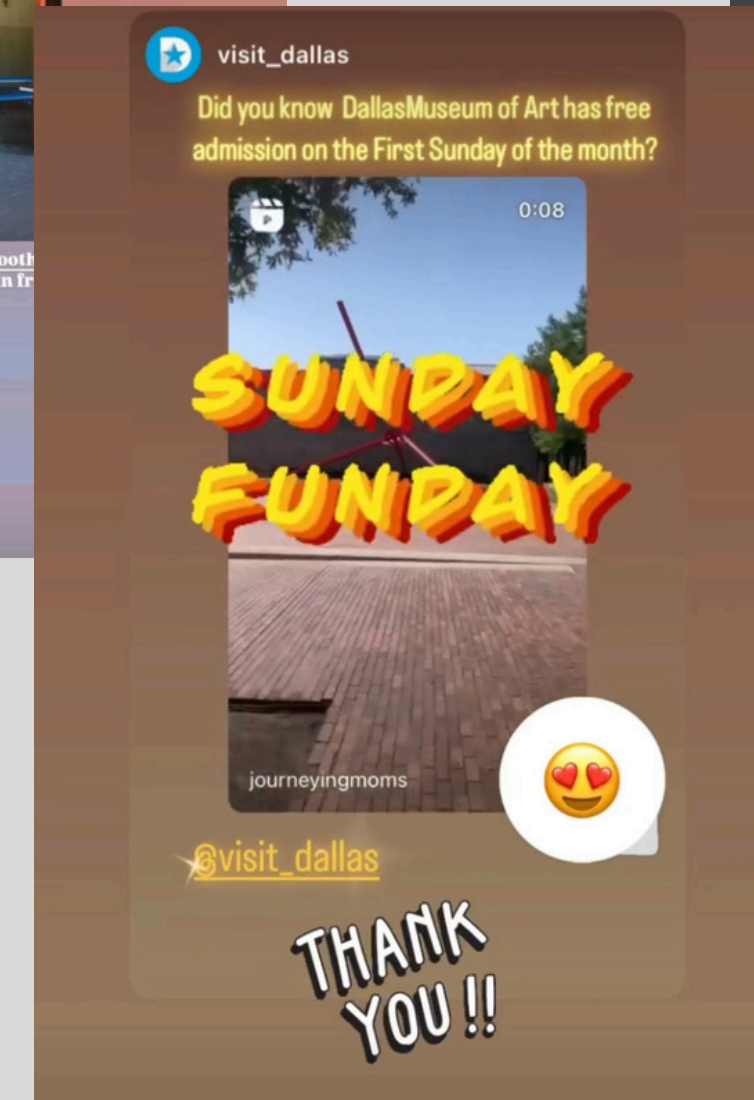 visit_dallas
Did you know DallasMuseum of Art has free
admission on the First Sunday of the month?
0:08
SUNDAY
FUNDAY
journeyingmoms
@visit_dallas
THANK
YOU!!